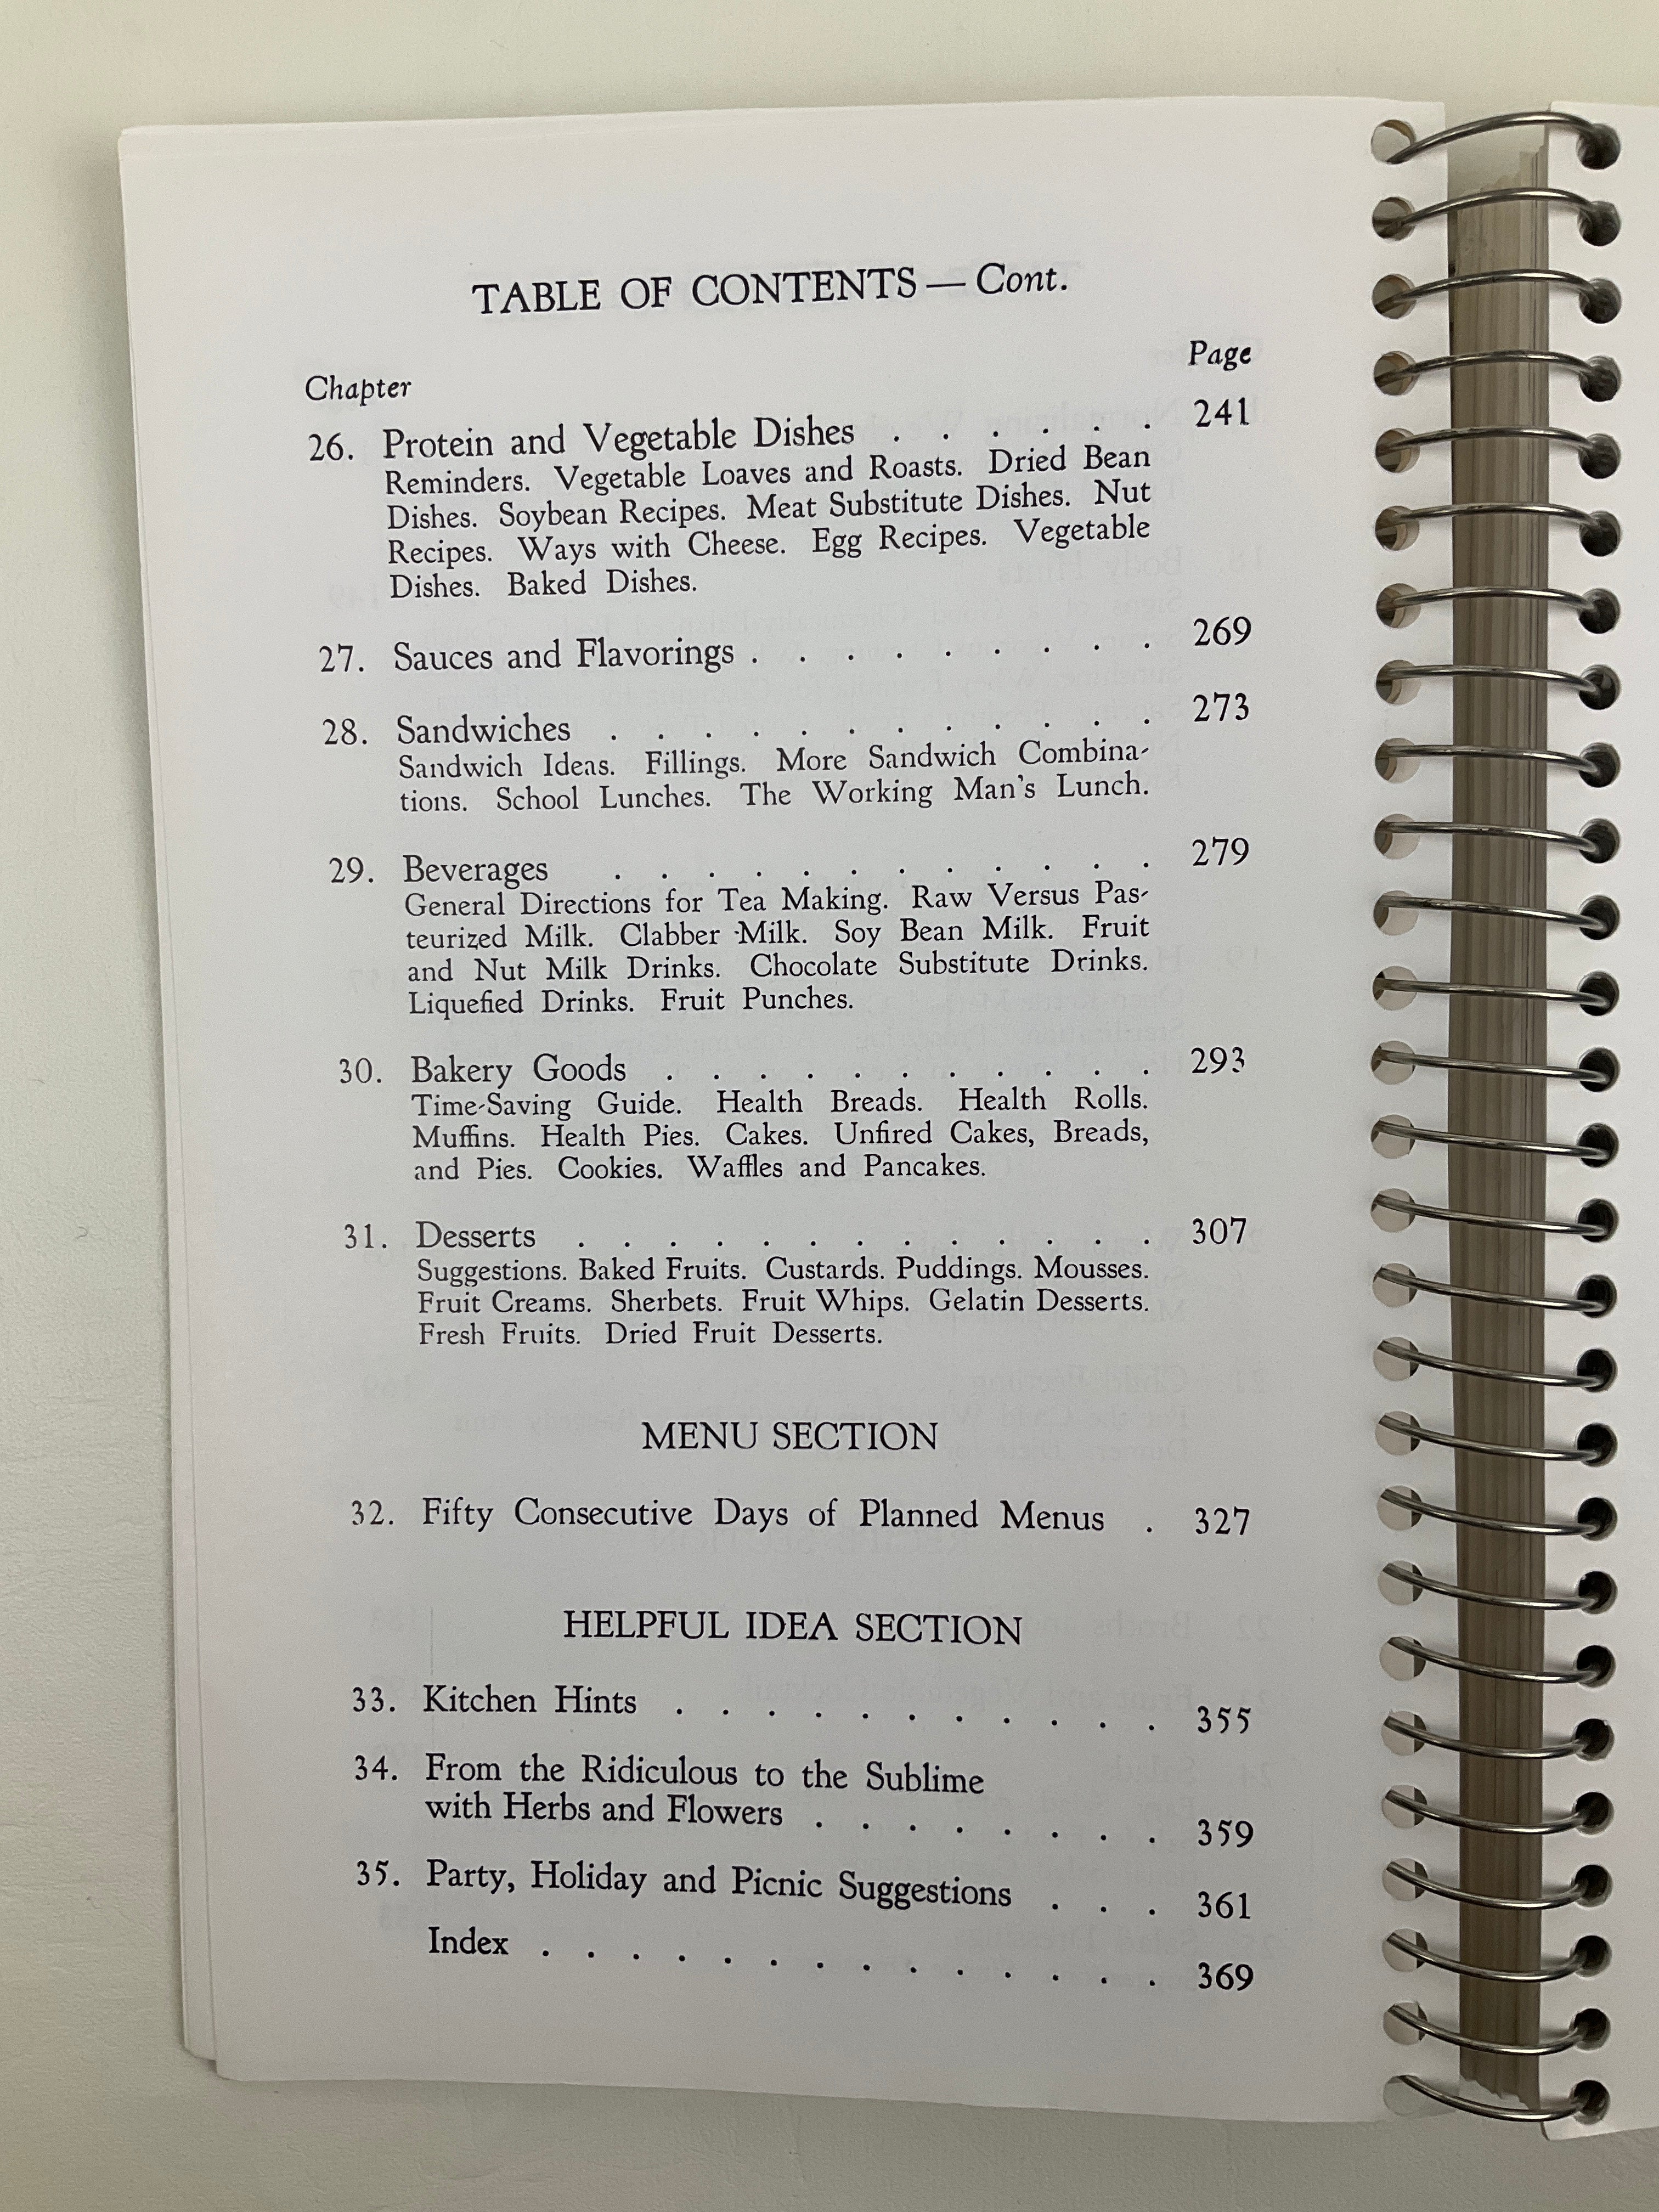 TABLE OF CONTENTS — Cont.
Chapter Page
26. Protein and Vegetable Dishes . . . . . . 241
Reminders. Vegetable Loaves and Roasts. Dried Bean
Dishes. Soybean Recipes. Meat Substitute Dishes. Nut
Recipes. Ways with Cheese. Egg Recipes. Vegetable
Dishes. Baked Dishes.
27. Sauces and Flavorings . . . . . . . . . 269
28. Sandwiches . . . . . . . . . . . . 273
Sandwich Ideas. Fillings. More Sandwich Combina-
tions. School Lunches. The Working Man's Lunch.
29. Beverages . . . . . . . . . . . . 279
General Directions for Tea Making. Raw Versus Pas-
teurized Milk. Clabber Milk. Soy Bean Milk. Fruit
and Nut Milk Drinks. Chocolate Substitute Drinks.
Liquefied Drinks. Fruit Punches.
30. Bakery Goods . . . . . . . . . . . 293
Time-Saving Guide. Health Breads. Health Rolls.
Muffins. Health Pies. Cakes. Unfired Cakes, Breads,
and Pies. Cookies. Waffles and Pancakes.
31. Desserts . . . . . . . . . . . . . 307
Suggestions. Baked Fruits. Custards. Puddings. Mousses.
Fruit Creams. Sherbets. Fruit Whips. Gelatin Desserts.
Fresh Fruits. Dried Fruit Desserts.
MENU SECTION
32. Fifty Consecutive Days of Planned Menus . 327
HELPFUL IDEA SECTION
33. Kitchen Hints . . . . . . . . . . . 355
34. From the Ridiculous to the Sublime
with Herbs and Flowers . . . . . . . . 359
35. Party, Holiday and Picnic Suggestions . . . 361
Index . . . . . . . . . . . . . . 369